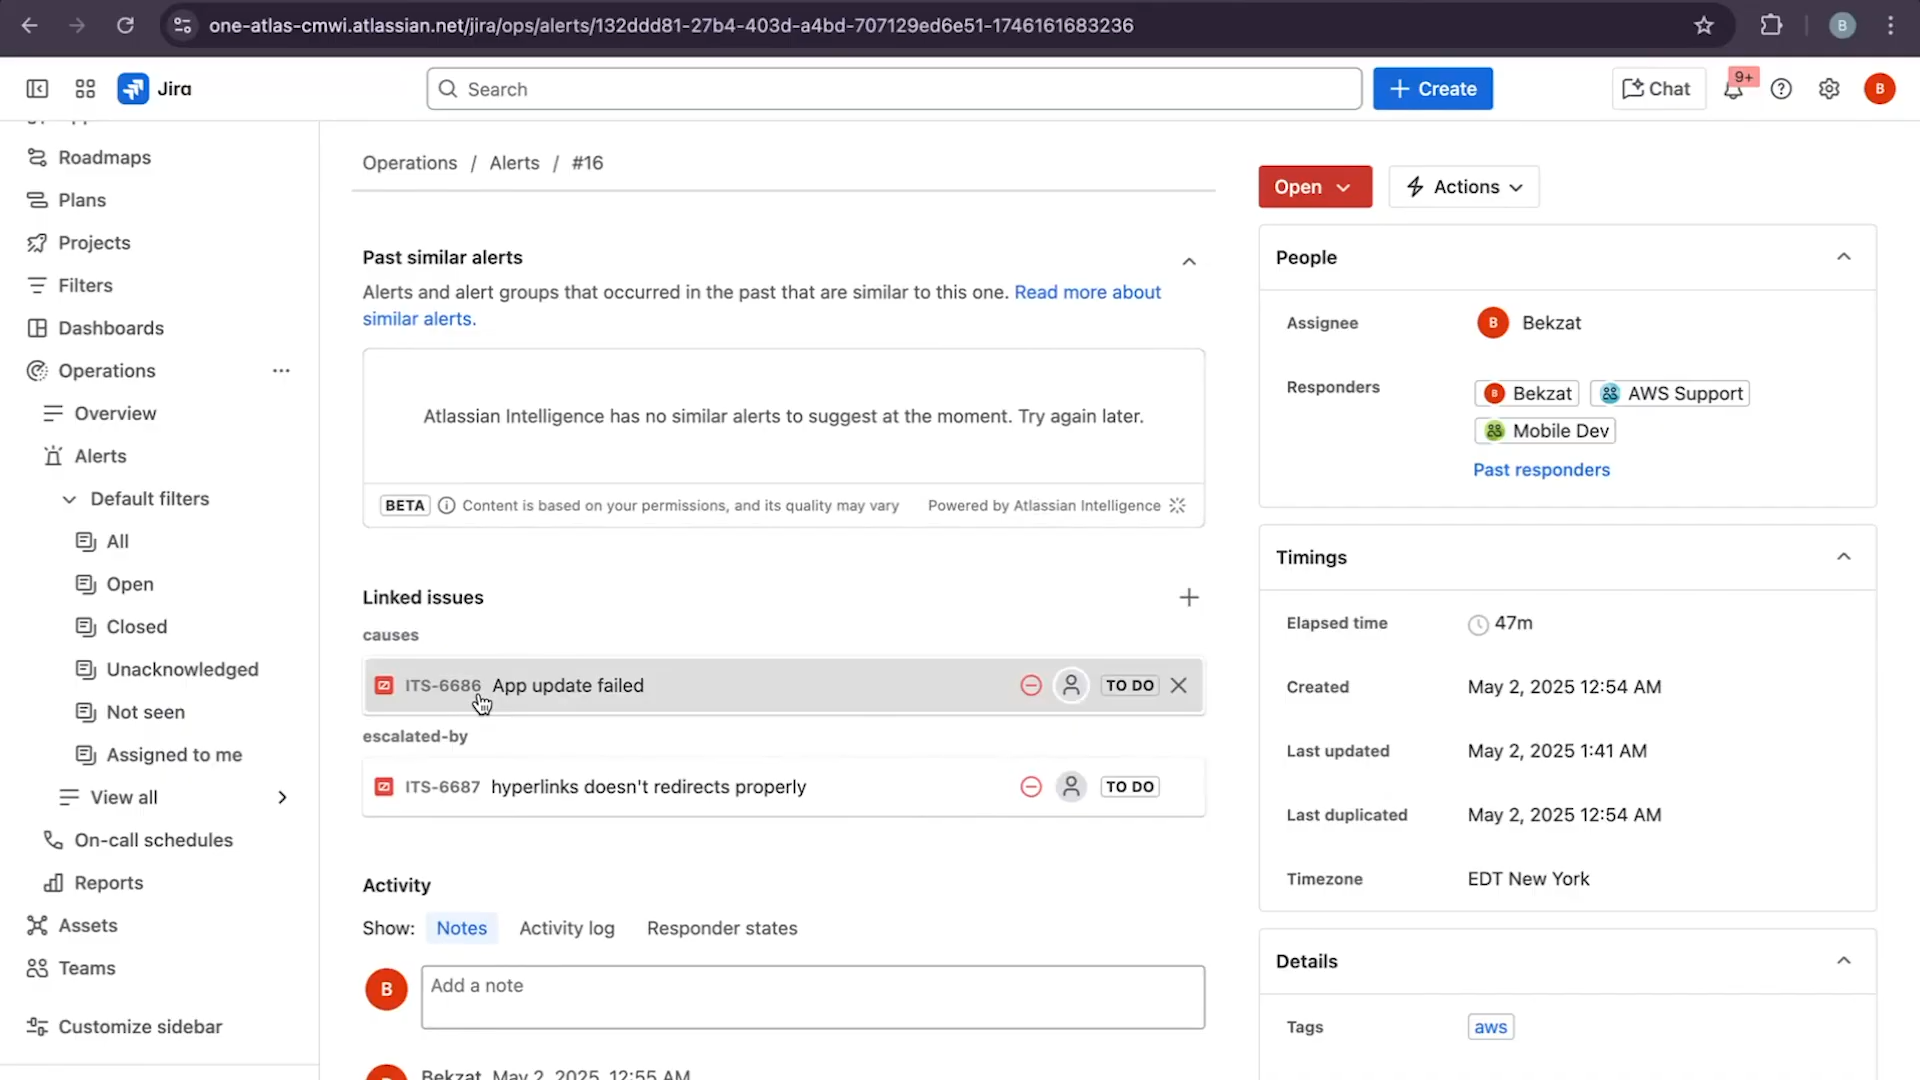 one-atlas-cmwi.atlassian.net/jira/ops/alerts/132ddd81-27b4-403d-a4bd-707129ed6e51-1746161683236
B
Jira
Search
Create
Chat
9+
B
Roadmaps
Plans
Projects
Filters
Dashboards
Operations
Overview
Alerts
Default filters
All
Open
Closed
Unacknowledged
Not seen
Assigned to me
View all
On-call schedules
Reports
Assets
Teams
Customize sidebar
Operations / Alerts / #16
Past similar alerts
Alerts and alert groups that occurred in the past that are similar to this one. Read more about
similar alerts.
Atlassian Intelligence has no similar alerts to suggest at the moment. Try again later.
BETA Content is based on your permissions, and its quality may vary Powered by Atlassian Intelligence
Linked issues
causes
ITS-6686 App update failed TO DO
escalated-by
ITS-6687 hyperlinks doesn't redirects properly TO DO
Activity
Show: Notes Activity log Responder states
B Add a note
Bekzat May 2, 2025 12:55 AM
Open Actions
People
Assignee B Bekzat
Responders B Bekzat AWS Support
Mobile Dev
Past responders
Timings
Elapsed time 47m
Created May 2, 2025 12:54 AM
Last updated May 2, 2025 1:41 AM
Last duplicated May 2, 2025 12:54 AM
Timezone EDT New York
Details
Tags aws